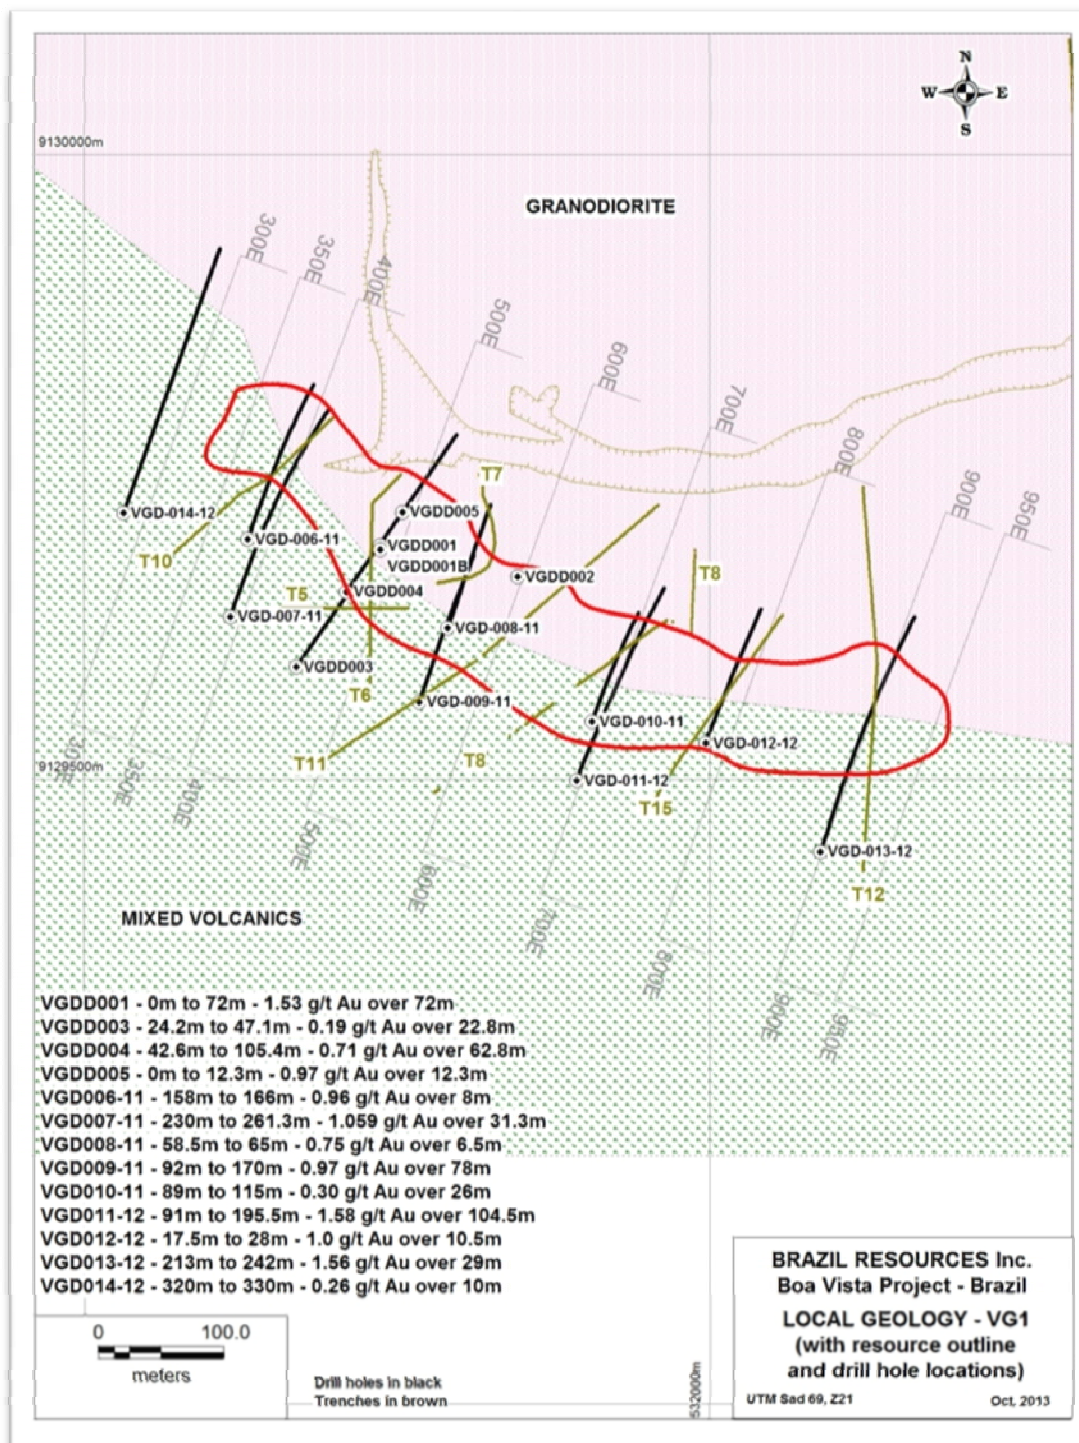 N
W E
S
9130000m
GRANODIORITE
300E
350E
400E
500E
600E
700E
800E
900E
950E
T7
VGD-014-12
VGDD005
VGD-006-11
VGDD001
VGDD001B
T10
VGDD002
T8
T5
VGDD004
VGD-007-11
VGD-008-11
VGDD003
T6
VGD-009-11
VGD-010-11
VGD-012-12
T11
T8
9129500m
VGD-011-12
T15
300E
350E
400E
500E
600E
700E
800E
900E
950E
VGD-013-12
T12
MIXED VOLCANICS
VGDD001 - 0m to 72m - 1.53 g/t Au over 72m
VGDD003 - 24.2m to 47.1m - 0.19 g/t Au over 22.8m
VGDD004 - 42.6m to 105.4m - 0.71 g/t Au over 62.8m
VGDD005 - 0m to 12.3m - 0.97 g/t Au over 12.3m
VGD006-11 - 158m to 166m - 0.96 g/t Au over 8m
VGD007-11 - 230m to 261.3m - 1.059 g/t Au over 31.3m
VGD008-11 - 58.5m to 65m - 0.75 g/t Au over 6.5m
VGD009-11 - 92m to 170m - 0.97 g/t Au over 78m
VGD010-11 - 89m to 115m - 0.30 g/t Au over 26m
VGD011-12 - 91m to 195.5m - 1.58 g/t Au over 104.5m
VGD012-12 - 17.5m to 28m - 1.0 g/t Au over 10.5m
VGD013-12 - 213m to 242m - 1.56 g/t Au over 29m
VGD014-12 - 320m to 330m - 0.26 g/t Au over 10m
0 100.0
meters
Drill holes in black
Trenches in brown
532000m
BRAZIL RESOURCES Inc.
Boa Vista Project - Brazil
LOCAL GEOLOGY - VG1
(with resource outline
and drill hole locations)
UTM Sad 69, Z21 Oct, 2013